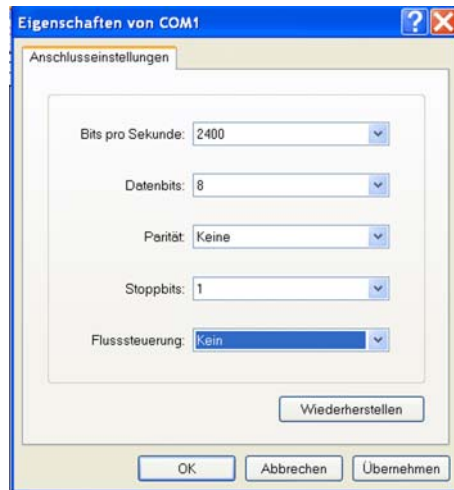 Eigenschaften von COM1
Anschlusseinstellungen
Bits pro Sekunde: 2400
Datenbits: 8
Parität: Keine
Stoppbits: 1
Flusssteuerung: Kein
Wiederherstellen
OK Abbrechen Übernehmen